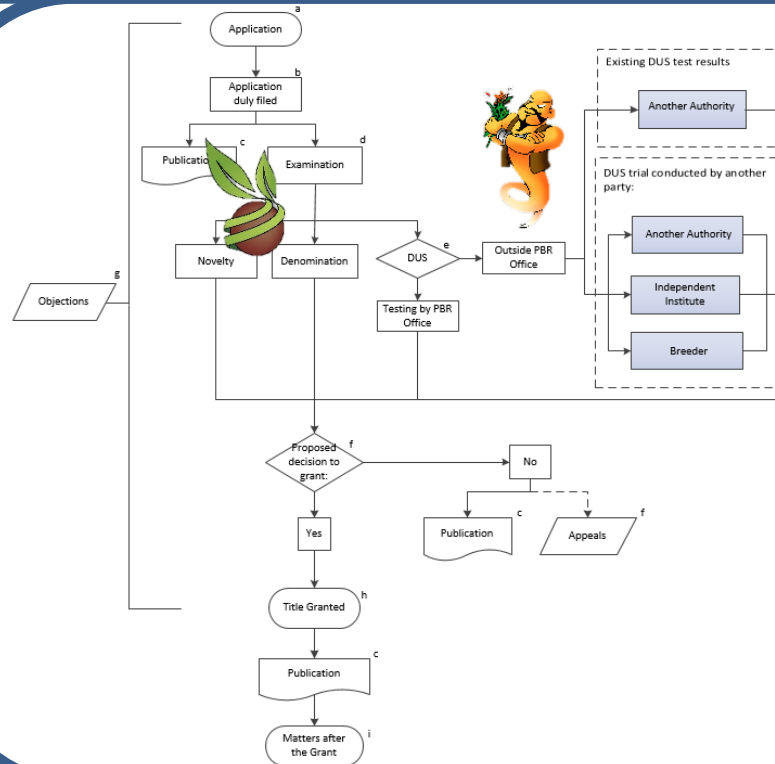 a
Application
b
Application
duly filed
c
Publication
d
Examination
Existing DUS test results
Another Authority
DUS trial conducted by another
party:
Another Authority
Independent
Institute
Breeder
Novelty
Denomination
e
DUS
Outside PBR
Office
Testing by PBR
Office
g
Objections
f
Proposed
decision to
grant:
No
c
Publication
f
Appeals
Yes
h
Title Granted
c
Publication
i
Matters after
the Grant